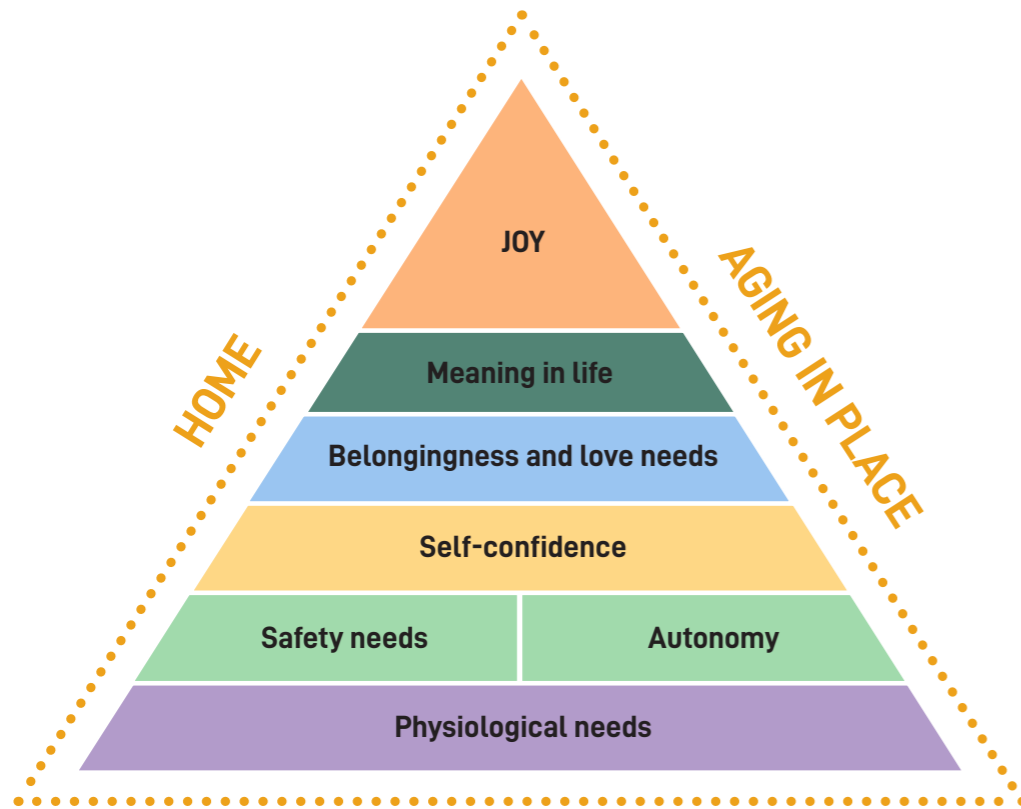 JOY
HOME
AGING IN PLACE
Meaning in life
Belongingness and love needs
Self-confidence
Safety needs
Autonomy
Physiological needs